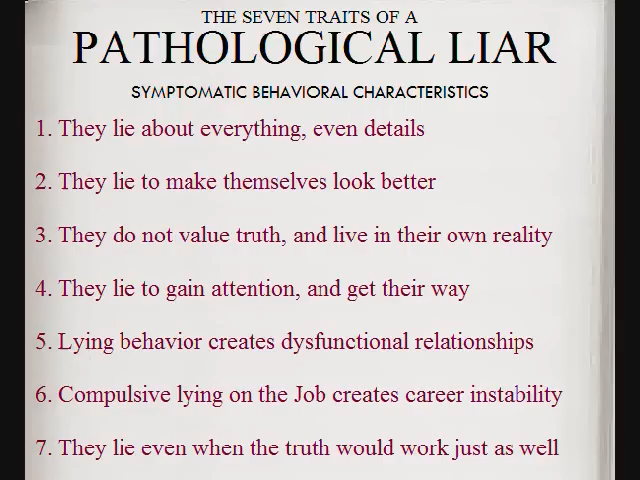 THE SEVEN TRAITS OF A
PATHOLOGICAL LIAR
SYMPTOMATIC BEHAVIORAL CHARACTERISTICS
1. They lie about everything, even details
2. They lie to make themselves look better
3. They do not value truth, and live in their own reality
4. They lie to gain attention, and get their way
5. Lying behavior creates dysfunctional relationships
6. Compulsive lying on the Job creates career instability
7. They lie even when the truth would work just as well